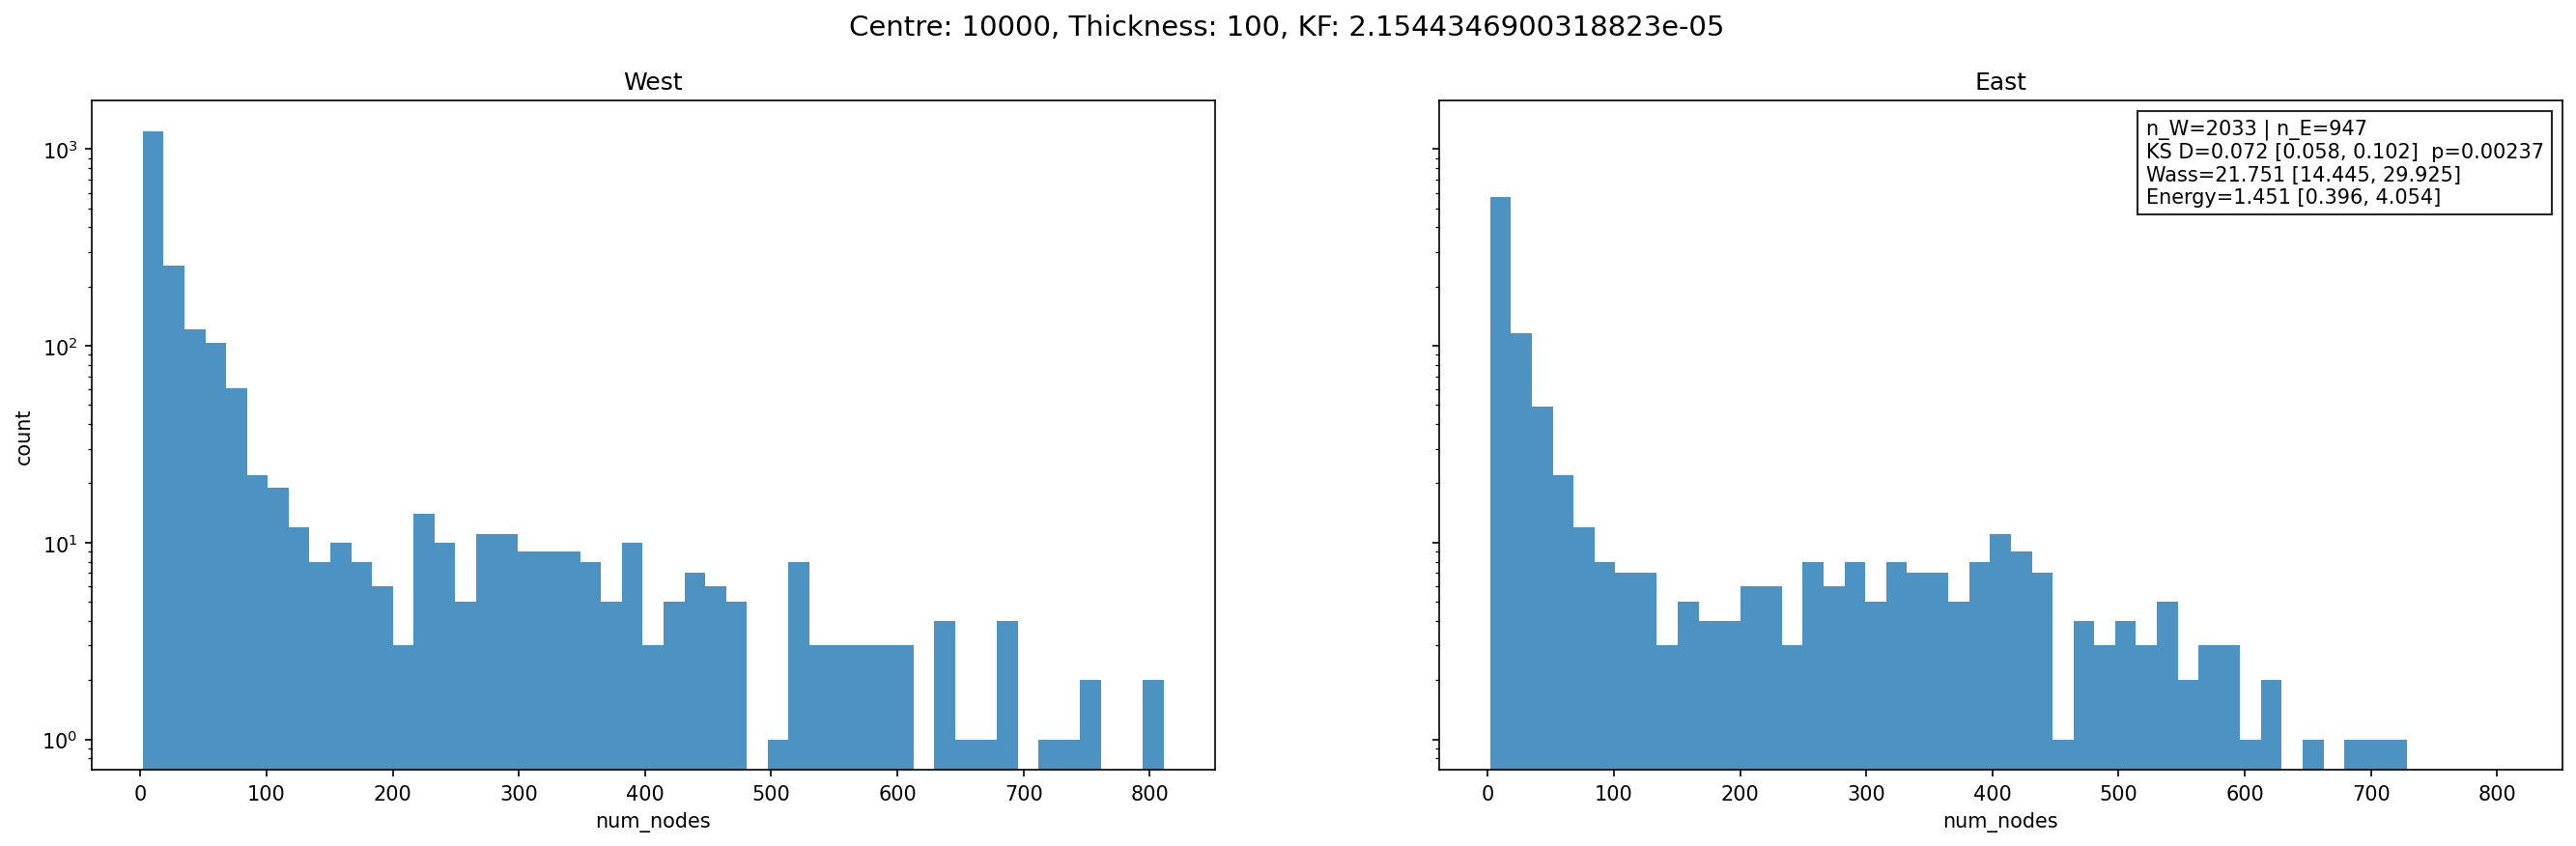 Centre: 10000, Thickness: 100, KF: 2.1544346900318823e-05
West
10³
10²
10¹
10⁰
count
0 100 200 300 400 500 600 700 800
num_nodes
East
n_W=2033 | n_E=947
KS D=0.072 [0.058, 0.102]  p=0.00237
Wass=21.751 [14.445, 29.925]
Energy=1.451 [0.396, 4.054]
0 100 200 300 400 500 600 700 800
num_nodes